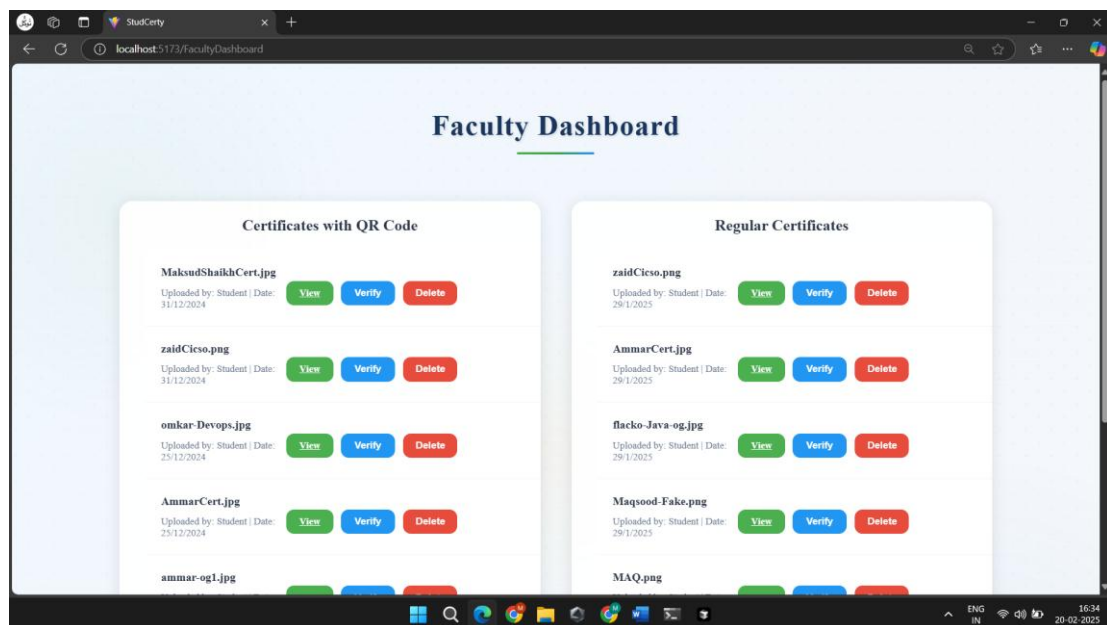 StudCerty
localhost:5173/FacultyDashboard
Faculty Dashboard
Certificates with QR Code
MaksudShaikhCert.jpg
Uploaded by: Student | Date:
31/12/2024
View
Verify
Delete
zaidCicso.png
Uploaded by: Student | Date:
31/12/2024
View
Verify
Delete
omkar-Devops.jpg
Uploaded by: Student | Date:
25/12/2024
View
Verify
Delete
AmmarCert.jpg
Uploaded by: Student | Date:
25/12/2024
View
Verify
Delete
ammar-og1.jpg
Regular Certificates
zaidCicso.png
Uploaded by: Student | Date:
29/1/2025
View
Verify
Delete
AmmarCert.jpg
Uploaded by: Student | Date:
29/1/2025
View
Verify
Delete
flacko-Java-og.jpg
Uploaded by: Student | Date:
29/1/2025
View
Verify
Delete
Maqsood-Fake.png
Uploaded by: Student | Date:
29/1/2025
View
Verify
Delete
MAQ.png
ENG
IN
16:34
20-02-2025